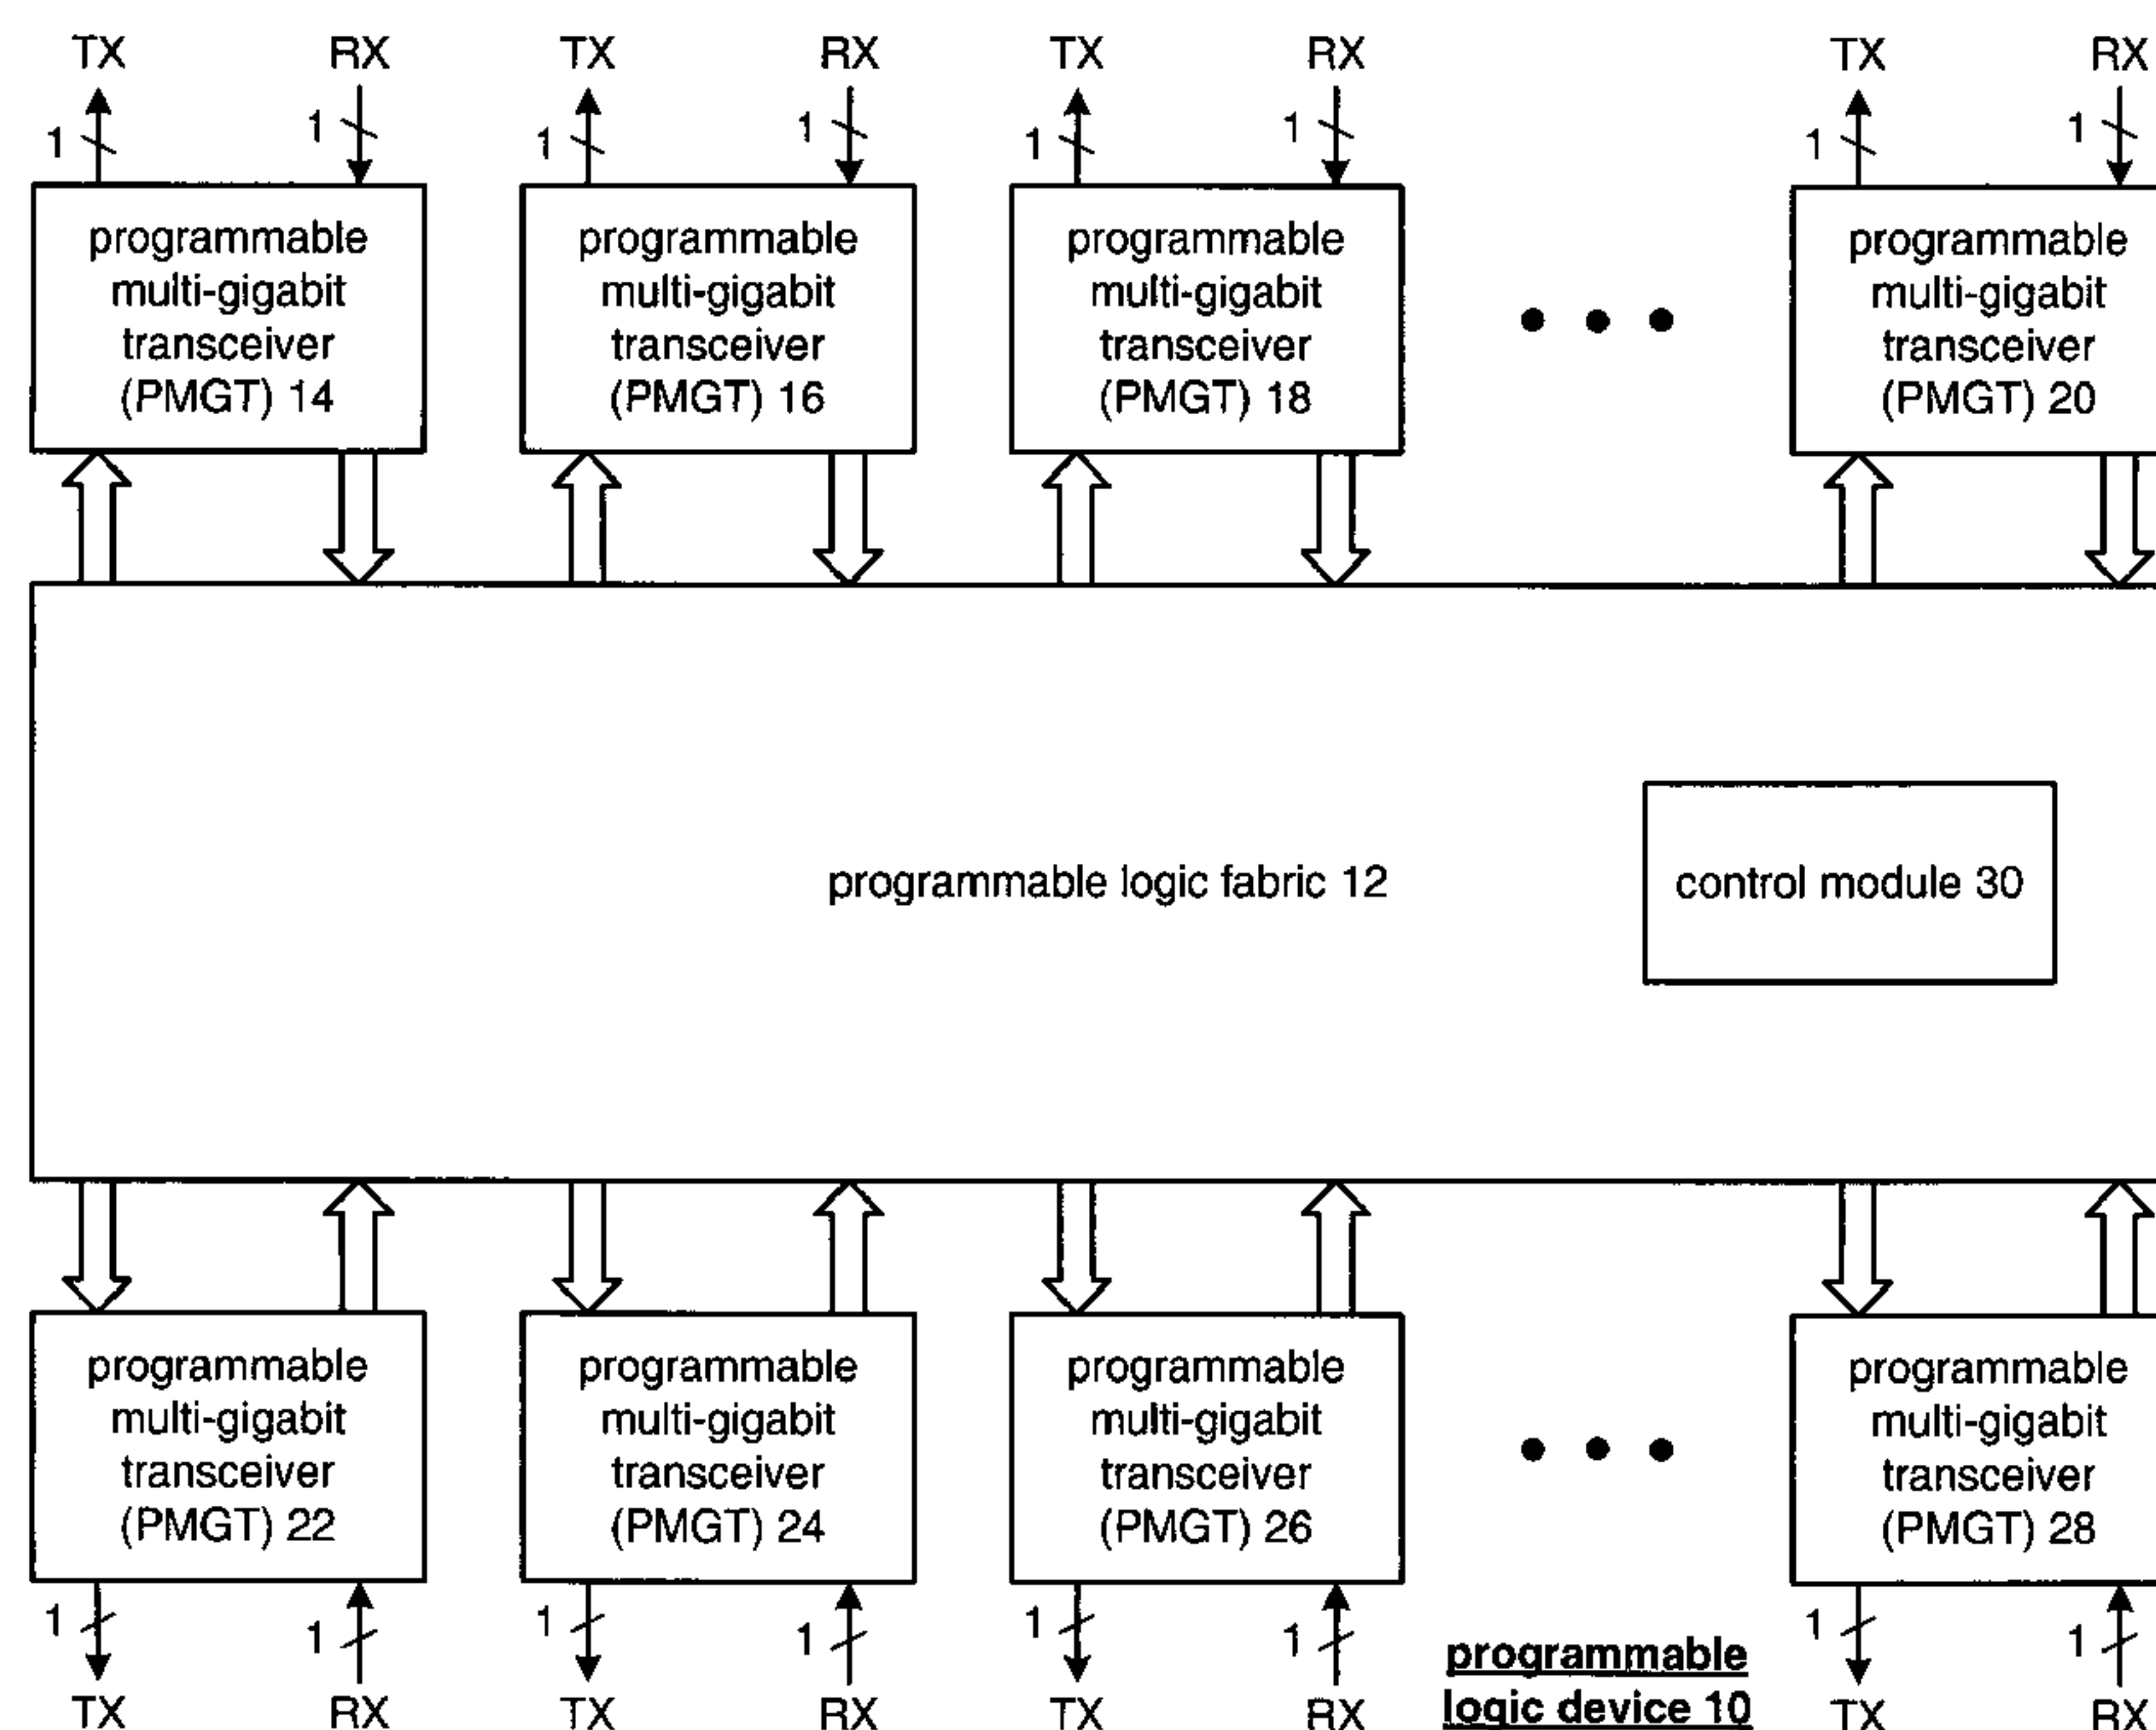 TX RX TX RX TX RX TX RX
1 1 1 1 1 1 1 1
programmable
multi-gigabit
transceiver
(PMGT) 14
programmable
multi-gigabit
transceiver
(PMGT) 16
programmable
multi-gigabit
transceiver
(PMGT) 18
programmable
multi-gigabit
transceiver
(PMGT) 20
programmable logic fabric 12
control module 30
programmable
multi-gigabit
transceiver
(PMGT) 22
programmable
multi-gigabit
transceiver
(PMGT) 24
programmable
multi-gigabit
transceiver
(PMGT) 26
programmable
multi-gigabit
transceiver
(PMGT) 28
1 1 1 1 1 1 1 1
TX RX TX RX TX RX TX RX
programmable
logic device 10